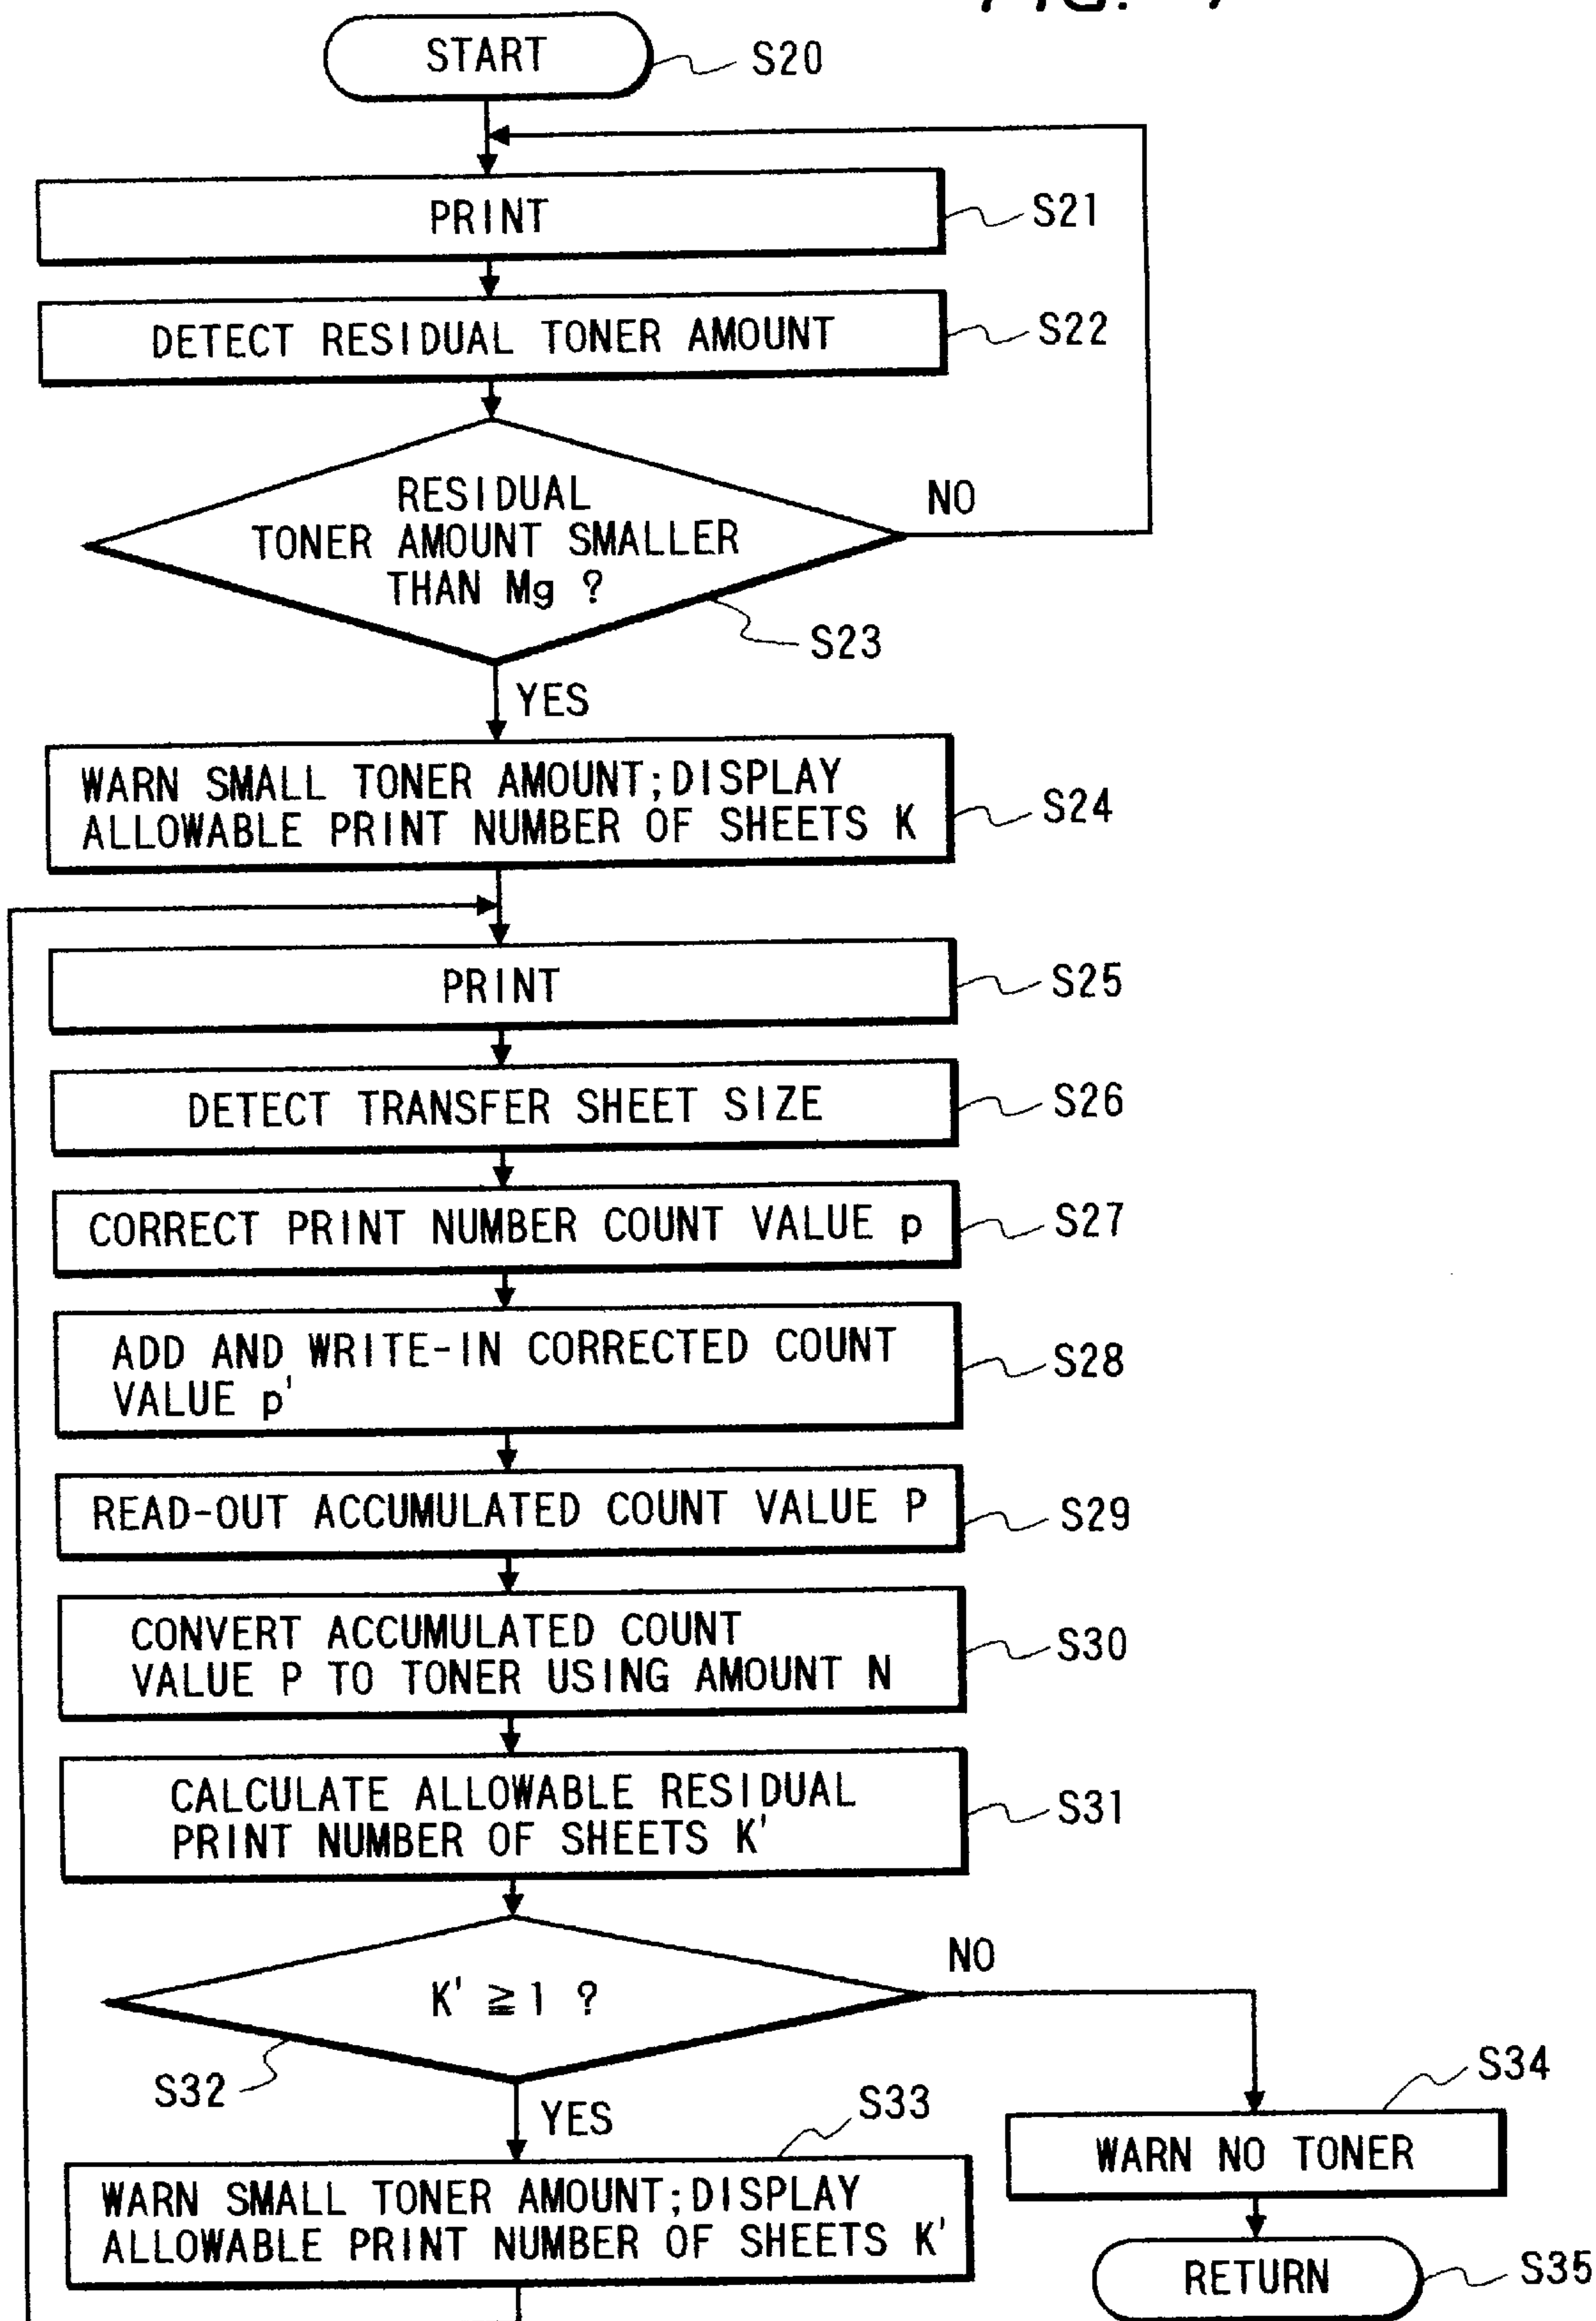 START
S20
PRINT
S21
DETECT RESIDUAL TONER AMOUNT
S22
RESIDUAL
TONER AMOUNT SMALLER
THAN Mg ?
NO
S23
YES
WARN SMALL TONER AMOUNT;DISPLAY
ALLOWABLE PRINT NUMBER OF SHEETS K
S24
PRINT
S25
DETECT TRANSFER SHEET SIZE
S26
CORRECT PRINT NUMBER COUNT VALUE p
S27
ADD AND WRITE-IN CORRECTED COUNT
VALUE p'
S28
READ-OUT ACCUMULATED COUNT VALUE P
S29
CONVERT ACCUMULATED COUNT
VALUE P TO TONER USING AMOUNT N
S30
CALCULATE ALLOWABLE RESIDUAL
PRINT NUMBER OF SHEETS K'
S31
K' ≧ 1 ?
NO
S32
YES
S33
S34
WARN NO TONER
WARN SMALL TONER AMOUNT;DISPLAY
ALLOWABLE PRINT NUMBER OF SHEETS K'
RETURN
S35